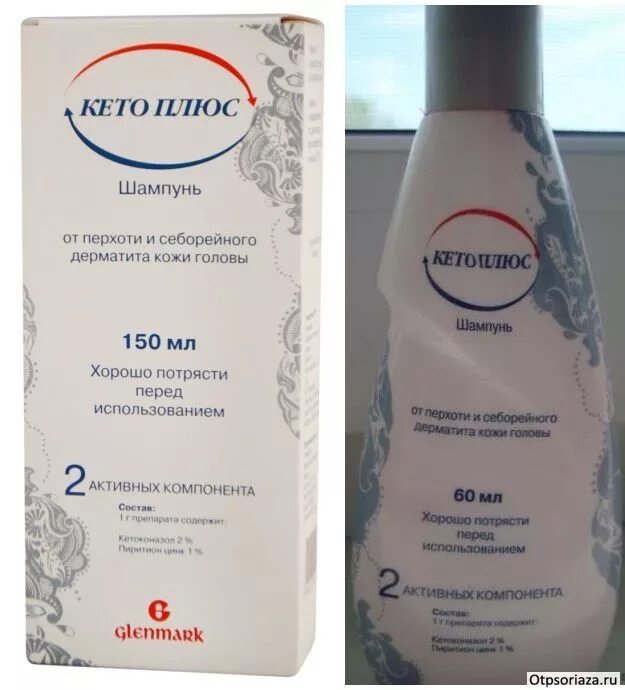 КЕТО ПЛЮС
Шампунь
от перхоти и себорейного
дерматита кожи головы
150 мл
Хорошо потрясти
перед
использованием
2 АКТИВНЫХ КОМПОНЕНТА
Состав:
1 г препарата содержит:
Кетоконазол 2 %
Пиритион цинк 1 %
glenmark
КЕТО ПЛЮС
Шампунь
от перхоти и себорейного
дерматита кожи головы
60 мл
Хорошо потрясти
перед
использованием
2 АКТИВНЫХ КОМПОНЕНТА
Состав:
1 г препарата содержит:
Кетоконазол 2 %
Пиритион цинк 1 %
Otpsoriaza.ru